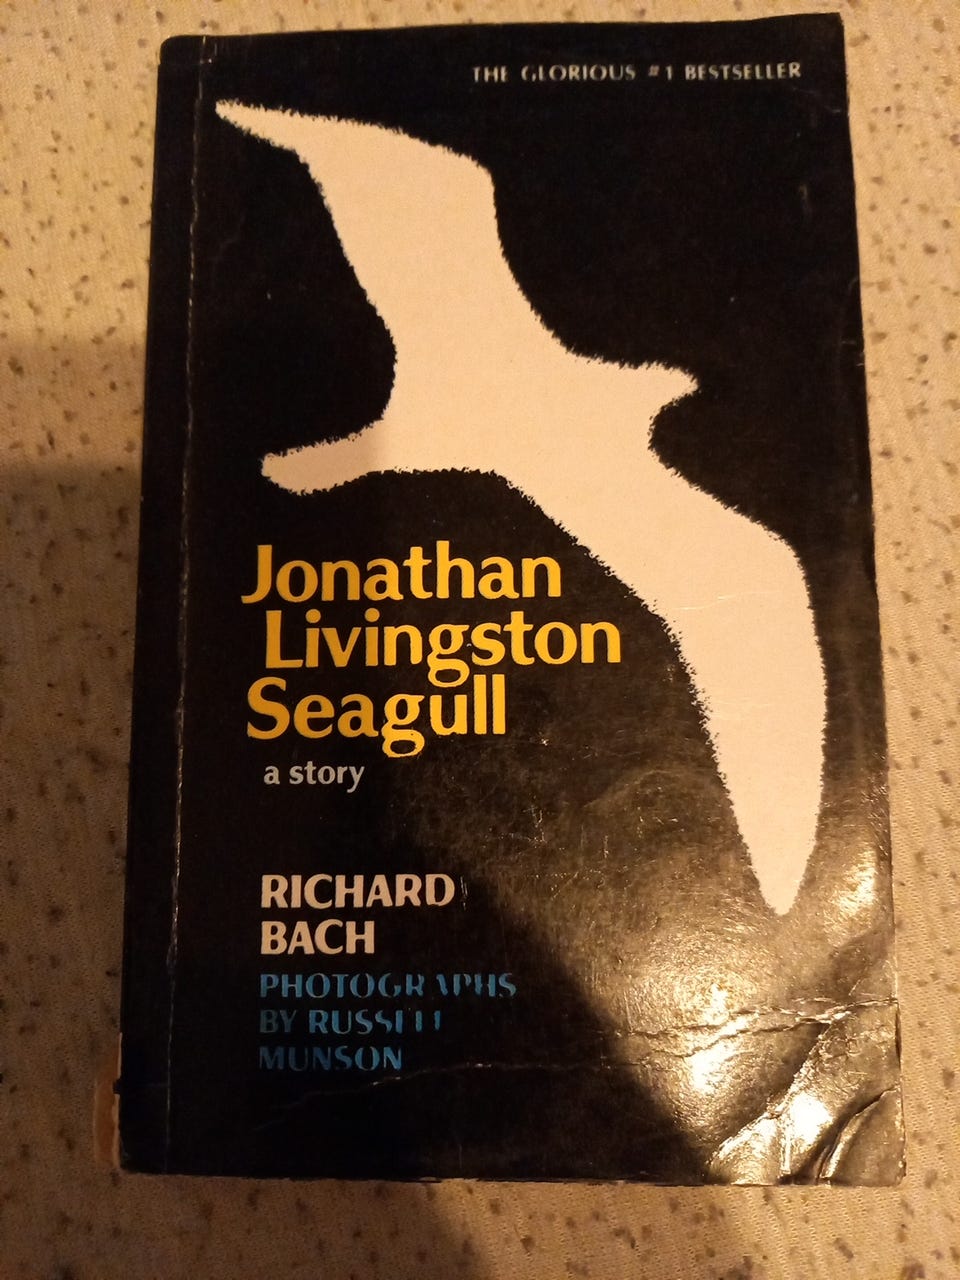 THE GLORIOUS #1 BESTSELLER
Jonathan
Livingston
Seagull
a story
RICHARD
BACH
PHOTOGRAPHS
BY RUSSELL
MUNSON